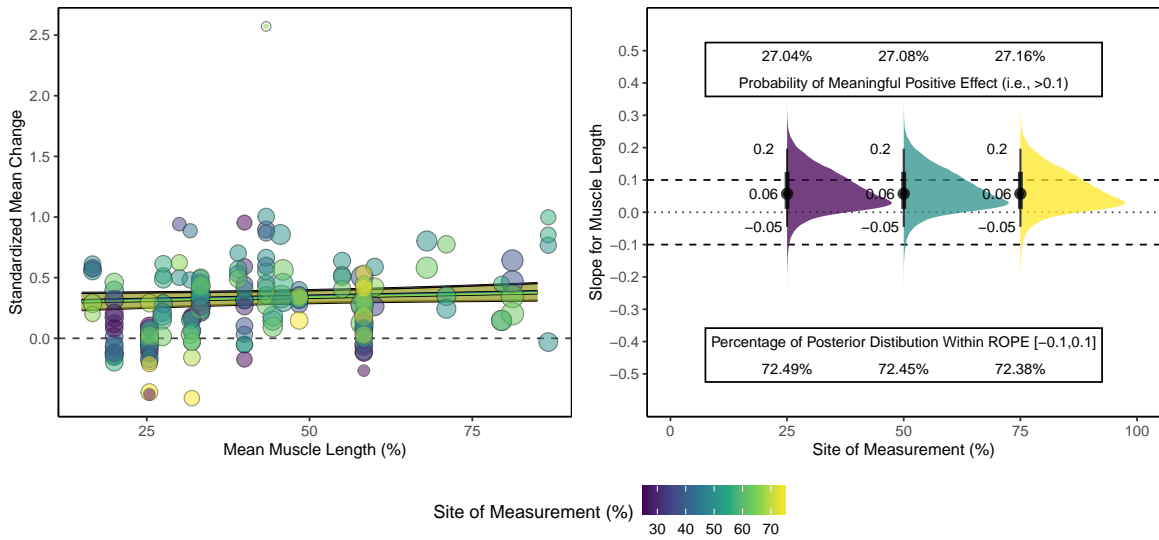 2.5
2.0
1.5
1.0
0.5
0.0
Standardized Mean Change
25
50
75
Mean Muscle Length (%)
0.5
0.4
0.3
0.2
0.1
0.0
−0.1
−0.2
−0.3
−0.4
−0.5
Slope for Muscle Length
27.04% 27.08% 27.16%
Probability of Meaningful Positive Effect (i.e., >0.1)
0.2 0.2 0.2
0.06 0.06 0.06
−0.05 −0.05 −0.05
Percentage of Posterior Distibution Within ROPE [−0.1,0.1]
72.49% 72.45% 72.38%
0 25 50 75 100
Site of Measurement (%)
Site of Measurement (%)
30 40 50 60 70